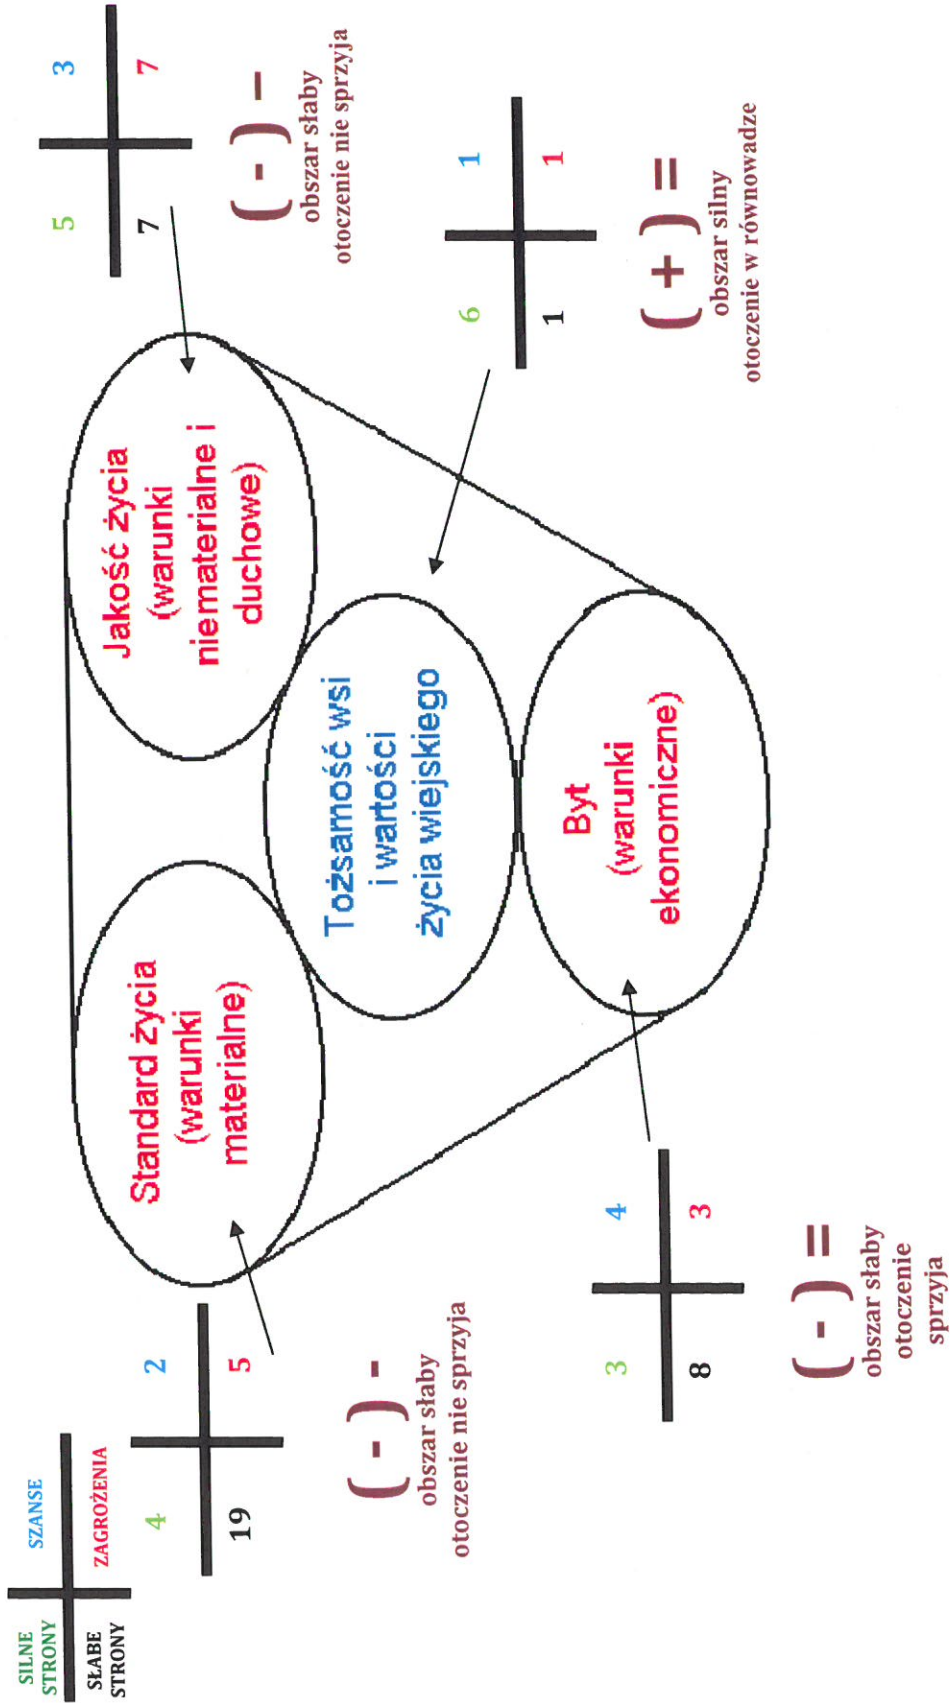 SILNE
STRONY
SZANSE
SŁABE
STRONY
ZAGROŻENIA
4
2
19
5
( - ) -
obszar słaby
otoczenie nie sprzyja
Standard życia
(warunki
materialne)
Jakość życia
(warunki
niematerialne i
duchowe)
5
3
7
7
( - ) –
obszar słaby
otoczenie nie sprzyja
Tożsamość wsi
i wartości
życia wiejskiego
6
1
1
1
( + ) =
obszar silny
otoczenie w równowadze
Byt
(warunki
ekonomiczne)
3
4
8
3
( - ) =
obszar słaby
otoczenie
sprzyja